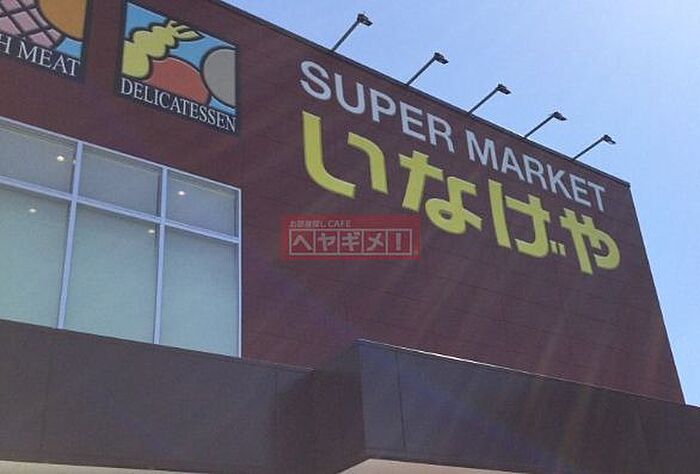 H MEAT
DELICATESSEN
SUPER MARKET
いなげや
お部屋探しCAFE
ヘヤギメ!